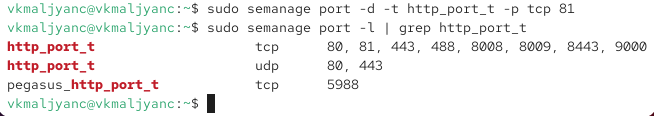 vkmaljyanc@vkmaljyanc:~$ sudo semanage port -d -t http_port_t -p tcp 81
vkmaljyanc@vkmaljyanc:~$ sudo semanage port -l | grep http_port_t
http_port_t                    tcp      80, 81, 443, 488, 8008, 8009, 8443, 9000
http_port_t                    udp      80, 443
pegasus_http_port_t            tcp      5988
vkmaljyanc@vkmaljyanc:~$